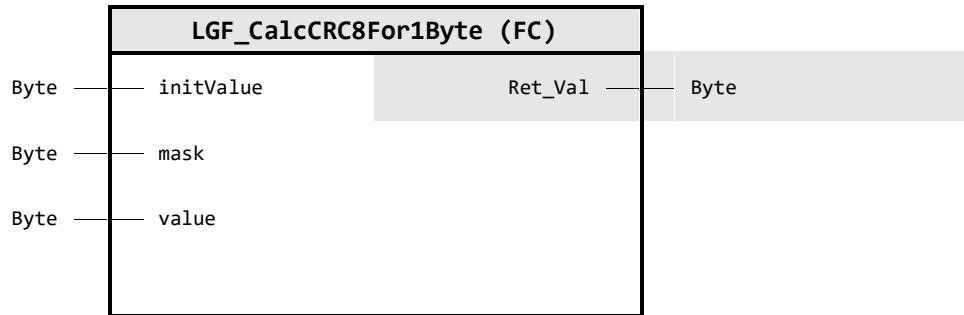 LGF_CalcCRC8For1Byte (FC)
Byte initValue Ret_Val Byte
Byte mask
Byte value